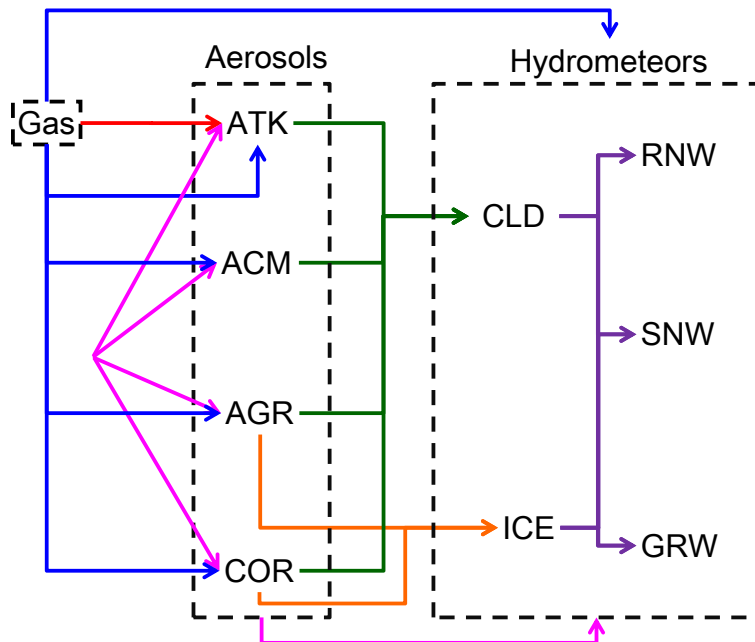 Aerosols
Hydrometeors
Gas
ATK
RNW
CLD
ACM
SNW
AGR
ICE
GRW
COR